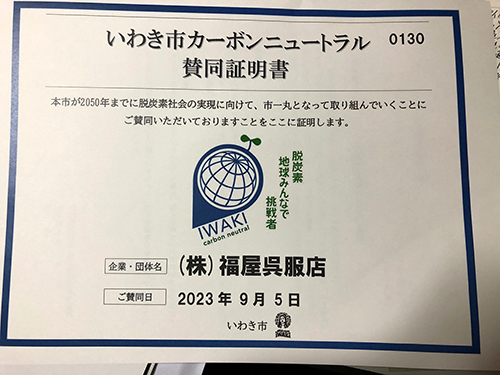 いわき市カーボンニュートラル
0130
賛同証明書
本市が2050年までに脱炭素社会の実現に向けて、市一丸となって取り組んでいくことに
ご賛同いただいておりますことをここに証明します。
脱炭素
地球みんなで
挑戦者
IWAKI
carbon neutral
企業・団体名
(株)福屋呉服店
ご賛同日
2023年9月5日
いわき市